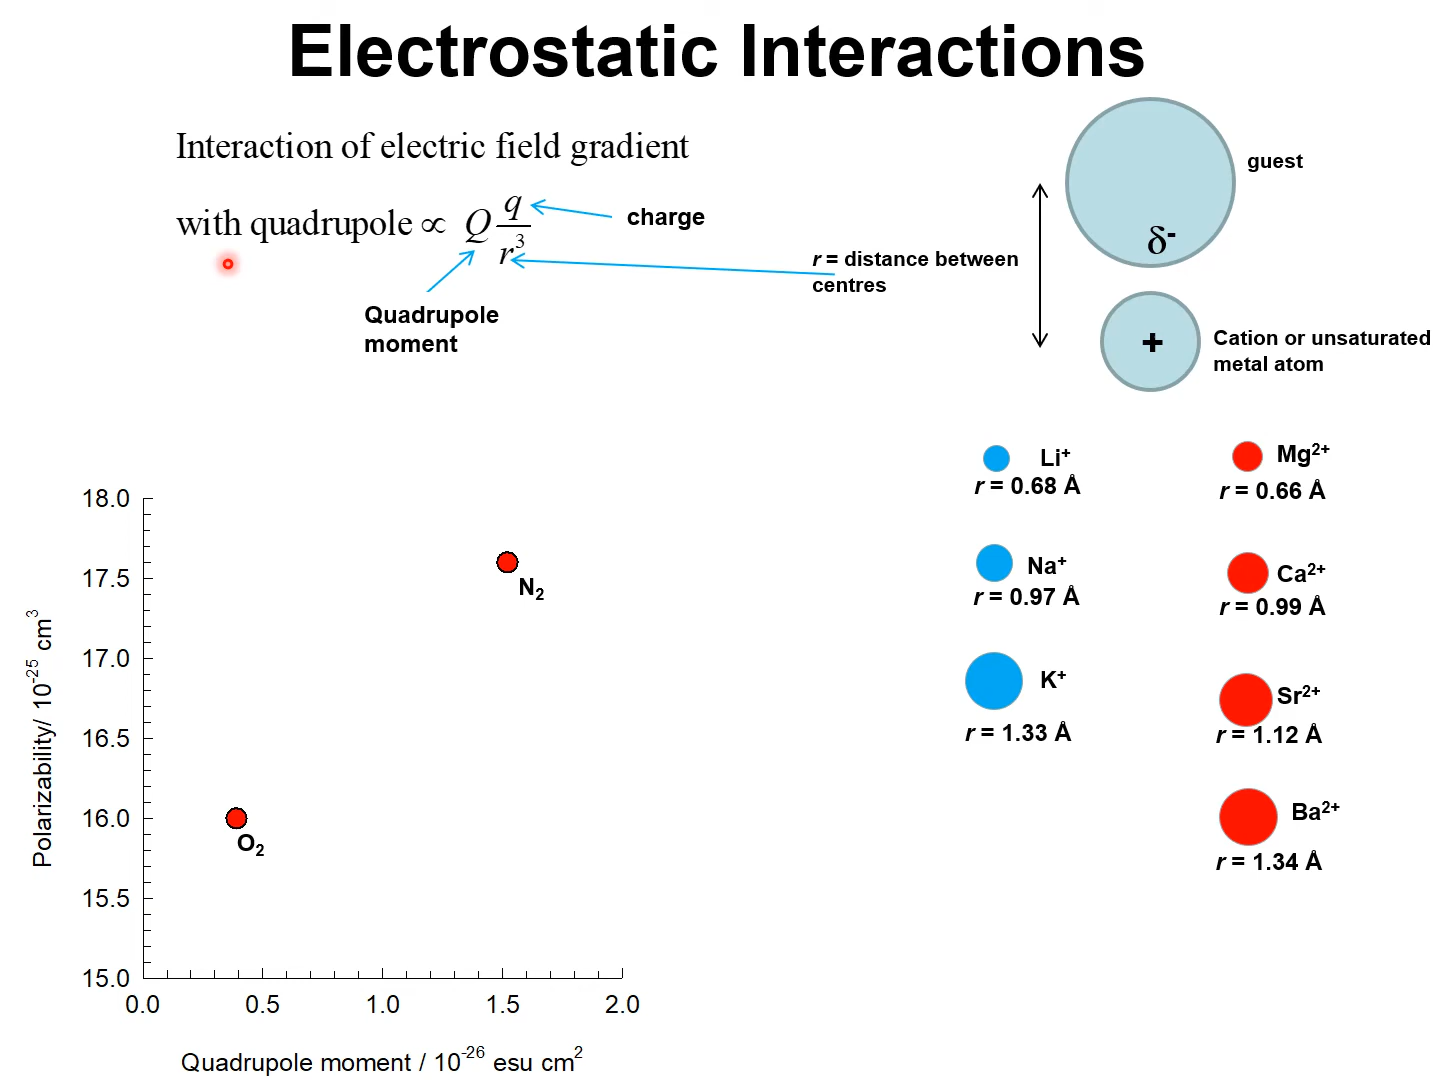 Electrostatic Interactions
Interaction of electric field gradient
with quadrupole ∝ Q q/r³
charge
Quadrupole
moment
r = distance between
centres
guest
δ-
+
Cation or unsaturated
metal atom
Li⁺
r = 0.68 Å
Na⁺
r = 0.97 Å
K⁺
r = 1.33 Å
Mg²⁺
r = 0.66 Å
Ca²⁺
r = 0.99 Å
Sr²⁺
r = 1.12 Å
Ba²⁺
r = 1.34 Å
Polarizability/ 10⁻²⁵ cm³
18.0
17.5
17.0
16.5
16.0
15.5
15.0
N₂
O₂
0.0 0.5 1.0 1.5 2.0
Quadrupole moment / 10⁻²⁶ esu cm²